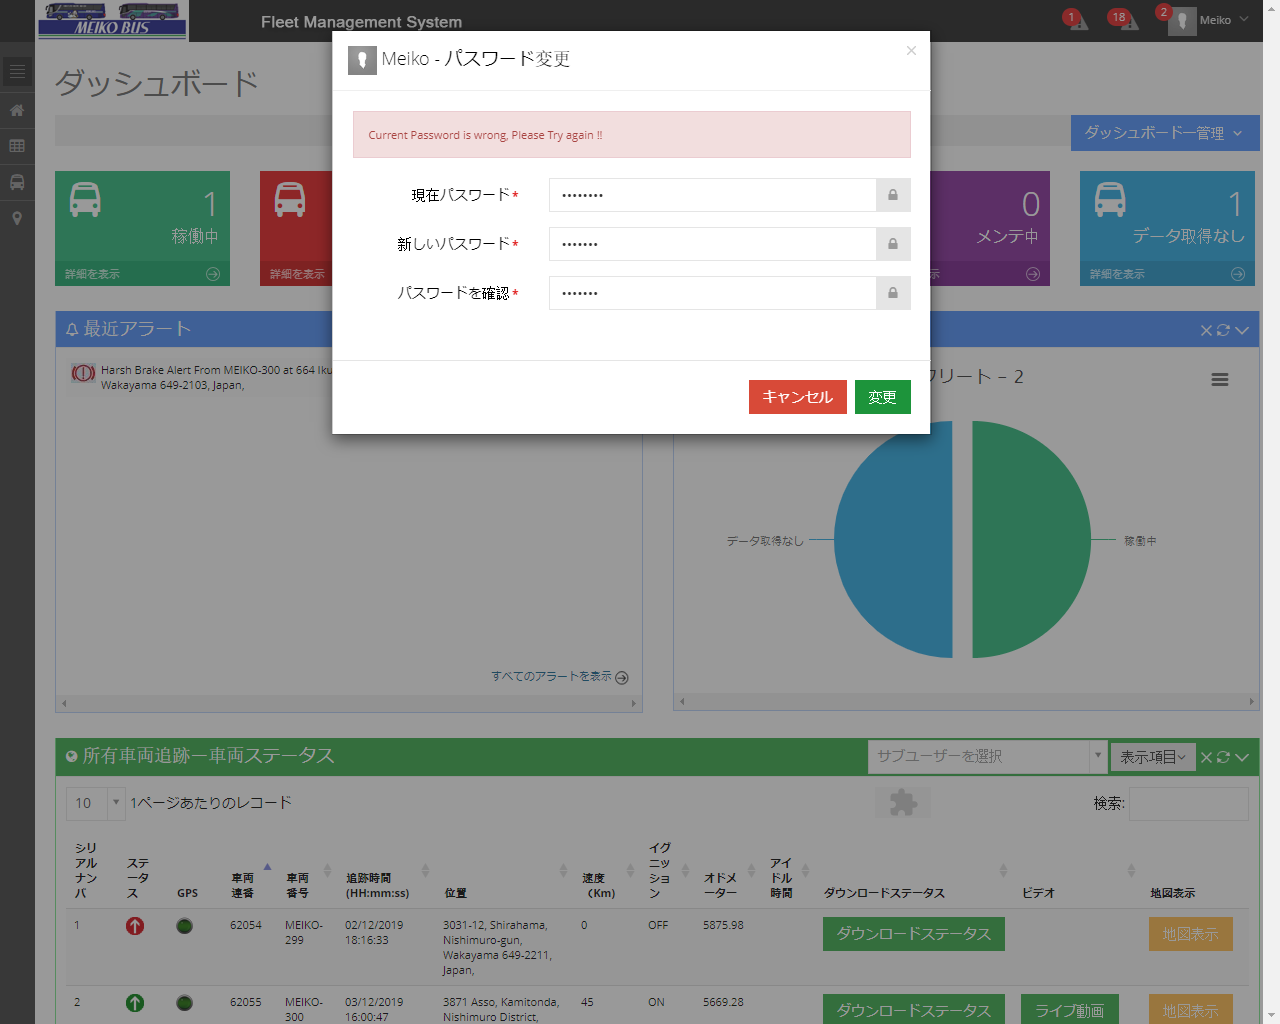 MEIKO BUS
Fleet Management System
1
18
2
Meiko
Meiko - パスワード変更
×
ダッシュボード
Current Password is wrong, Please Try again !!
ダッシュボードー管理
現在パスワード*
••••••••
新しいパスワード*
•••••••
パスワードを確認*
•••••••
キャンセル
変更
1
稼働中
詳細を表示
詳細を表示
0
メンテ中
示
1
データ取得なし
詳細を表示
最近アラート
Harsh Brake Alert From MEIKO-300 at 664 Iku
Wakayama 649-2103, Japan,
すべてのアラートを表示
フリート – 2
データ取得なし
稼働中
所有車両追跡ー車両ステータス
サブユーザーを選択
表示項目
10
1ページあたりのレコード
検索:
シリアルナンバ
ステータス
GPS
車両連番
車両番号
追跡時間 (HH:mm:ss)
位置
速度 (Km)
イグニッション
オドメーター
アイドル時間
ダウンロードステータス
ビデオ
地図表示
1
62054
MEIKO-299
02/12/2019 18:16:33
3031-12, Shirahama,
Nishimuro-gun,
Wakayama 649-2211,
Japan,
0
OFF
5875.98
ダウンロードステータス
地図表示
2
62055
MEIKO-300
03/12/2019 16:00:47
3871 Asso, Kamitonda,
Nishimuro District,
45
ON
5669.28
ダウンロードステータス
ライブ動画
地図表示